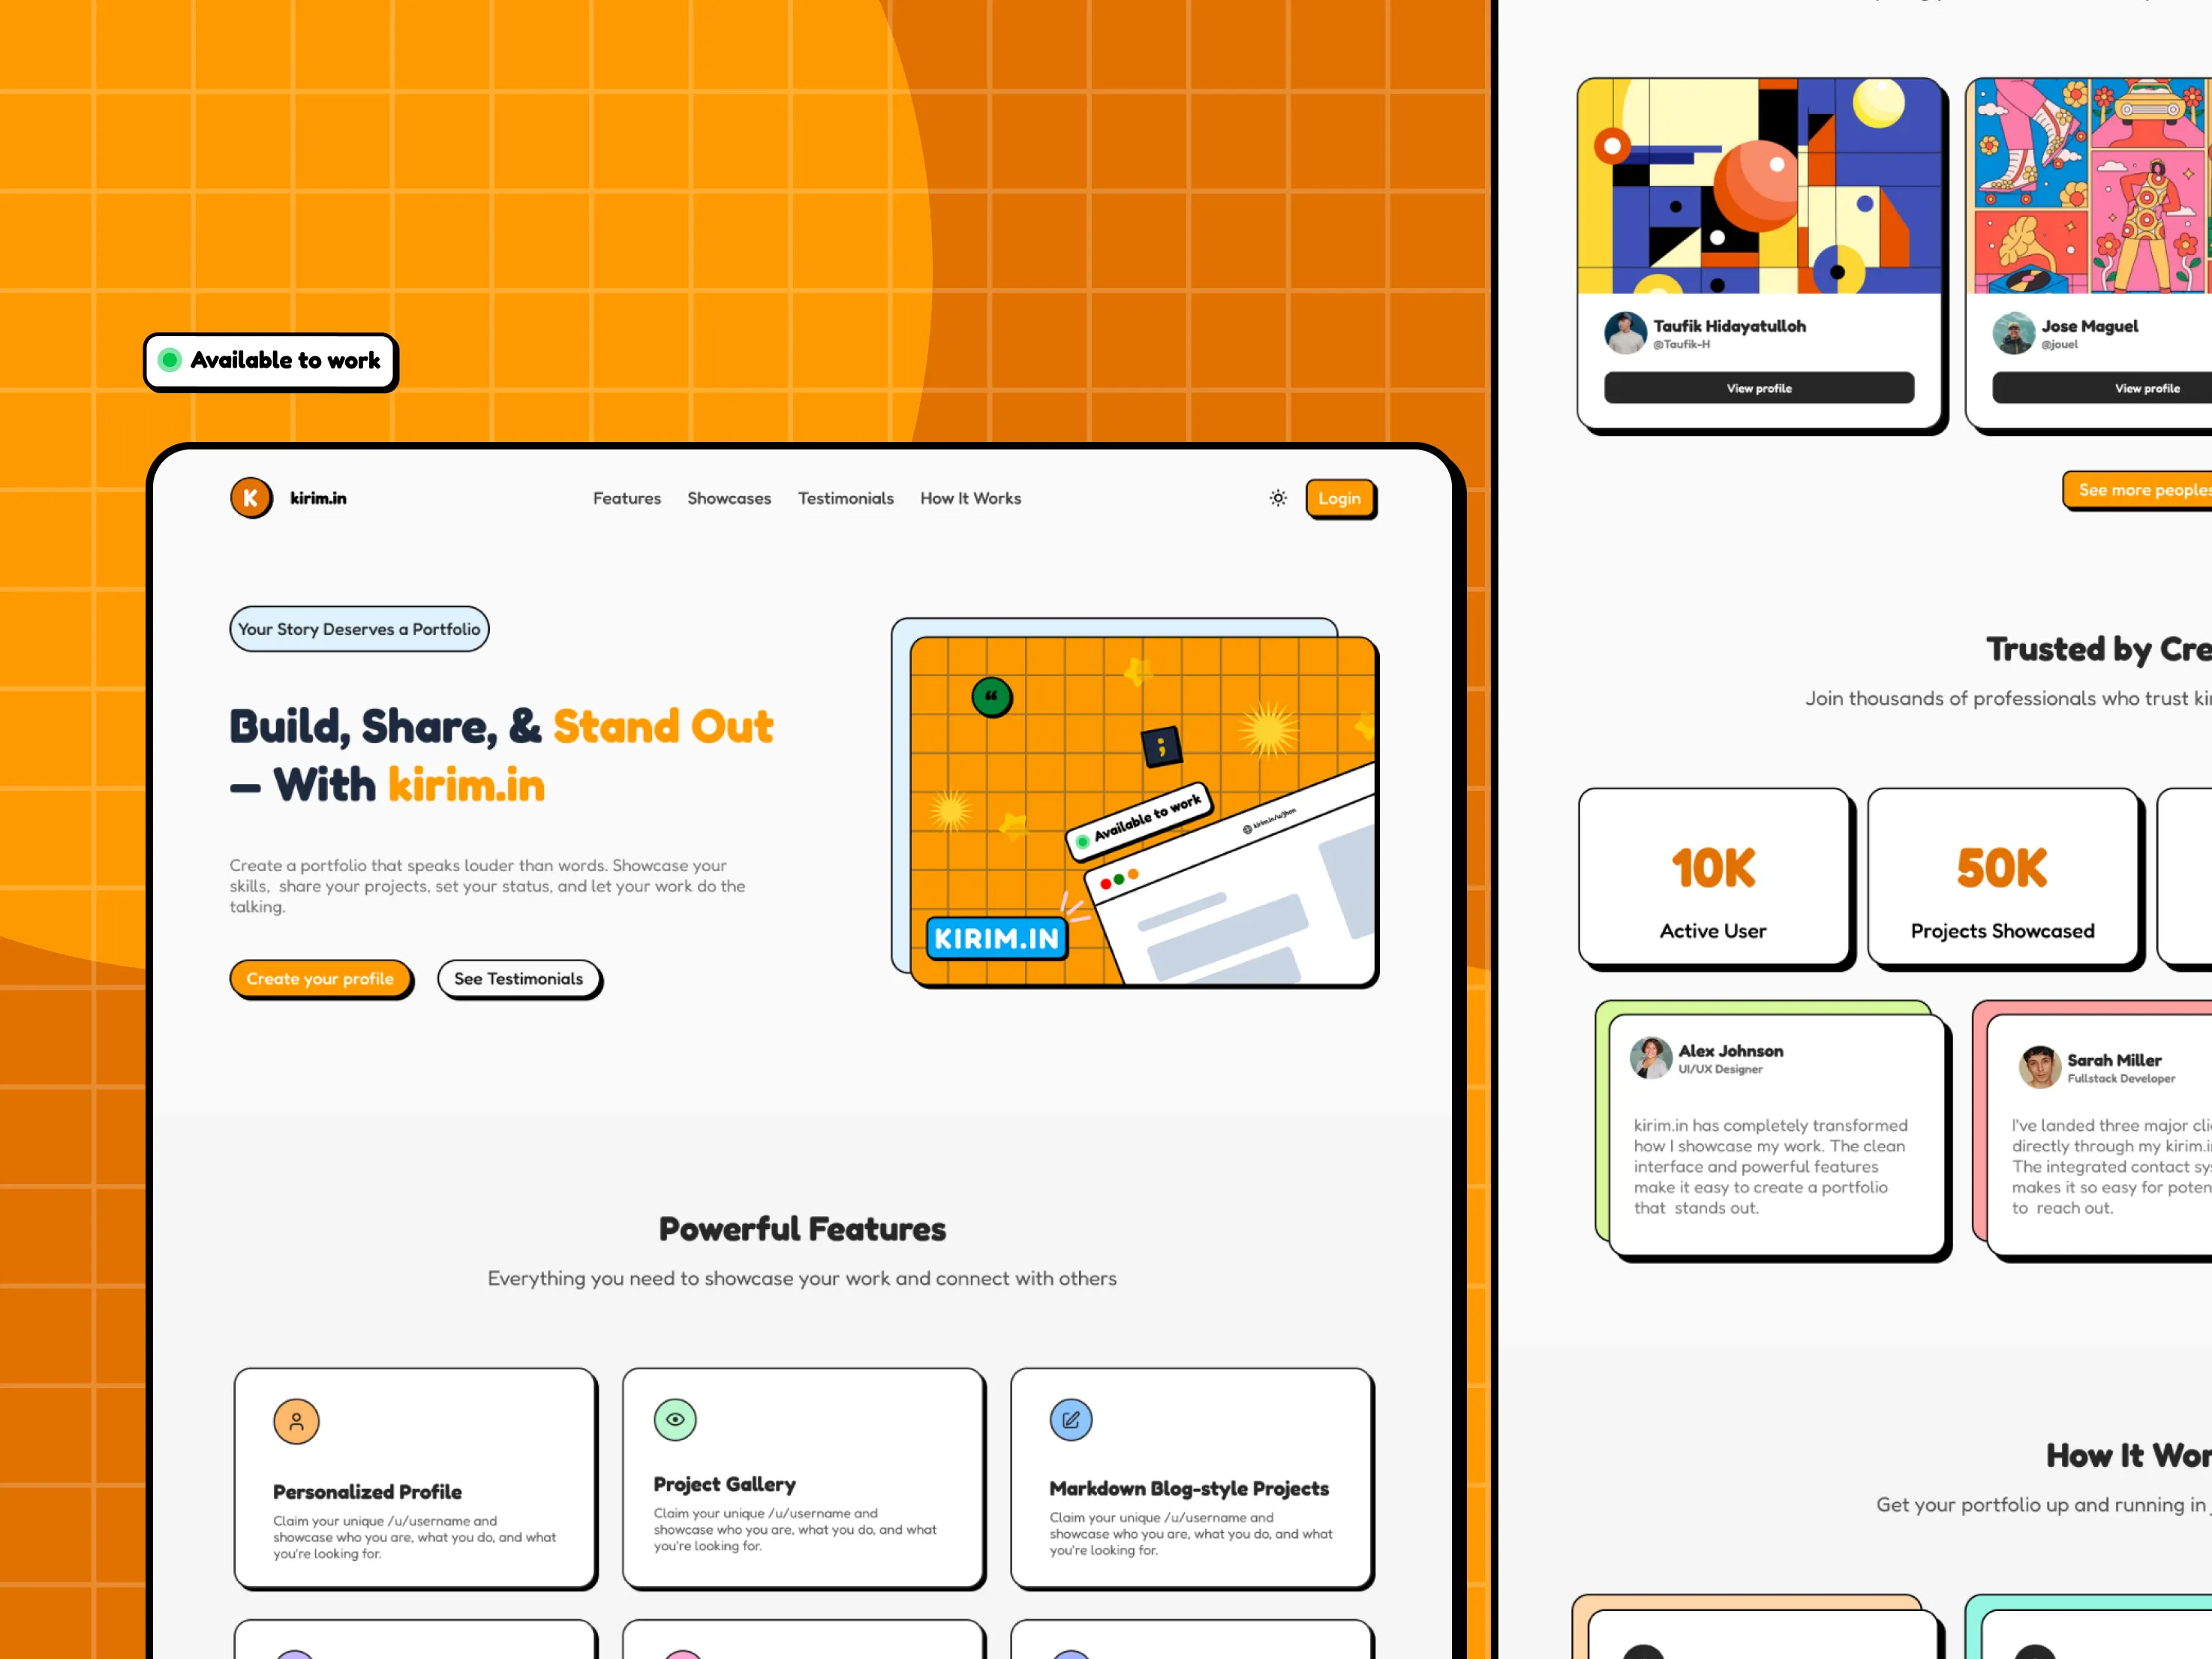 Available to work
K kirim.in
Features Showcases Testimonials How It Works
Login
Your Story Deserves a Portfolio
Build, Share, & Stand Out
— With kirim.in
Create a portfolio that speaks louder than words. Showcase your
skills, share your projects, set your status, and let your work do the
talking.
Create your profile
See Testimonials
“
;
Available to work
kirim.in/u/jhon
KIRIM.IN
Powerful Features
Everything you need to showcase your work and connect with others
Personalized Profile
Claim your unique /u/username and
showcase who you are, what you do, and what
you're looking for.
Project Gallery
Claim your unique /u/username and
showcase who you are, what you do, and what
you're looking for.
Markdown Blog-style Projects
Claim your unique /u/username and
showcase who you are, what you do, and what
you're looking for.
Taufik Hidayatulloh
@Taufik-H
View profile
Jose Maguel
@jouel
View profile
See more peoples
Trusted by Cre
Join thousands of professionals who trust ki
10K
Active User
50K
Projects Showcased
Alex Johnson
UI/UX Designer
kirim.in has completely transformed
how I showcase my work. The clean
interface and powerful features
make it easy to create a portfolio
that stands out.
Sarah Miller
Fullstack Developer
I've landed three major cli
directly through my kirim.i
The integrated contact sy
makes it so easy for poten
to reach out.
How It Wor
Get your portfolio up and running in